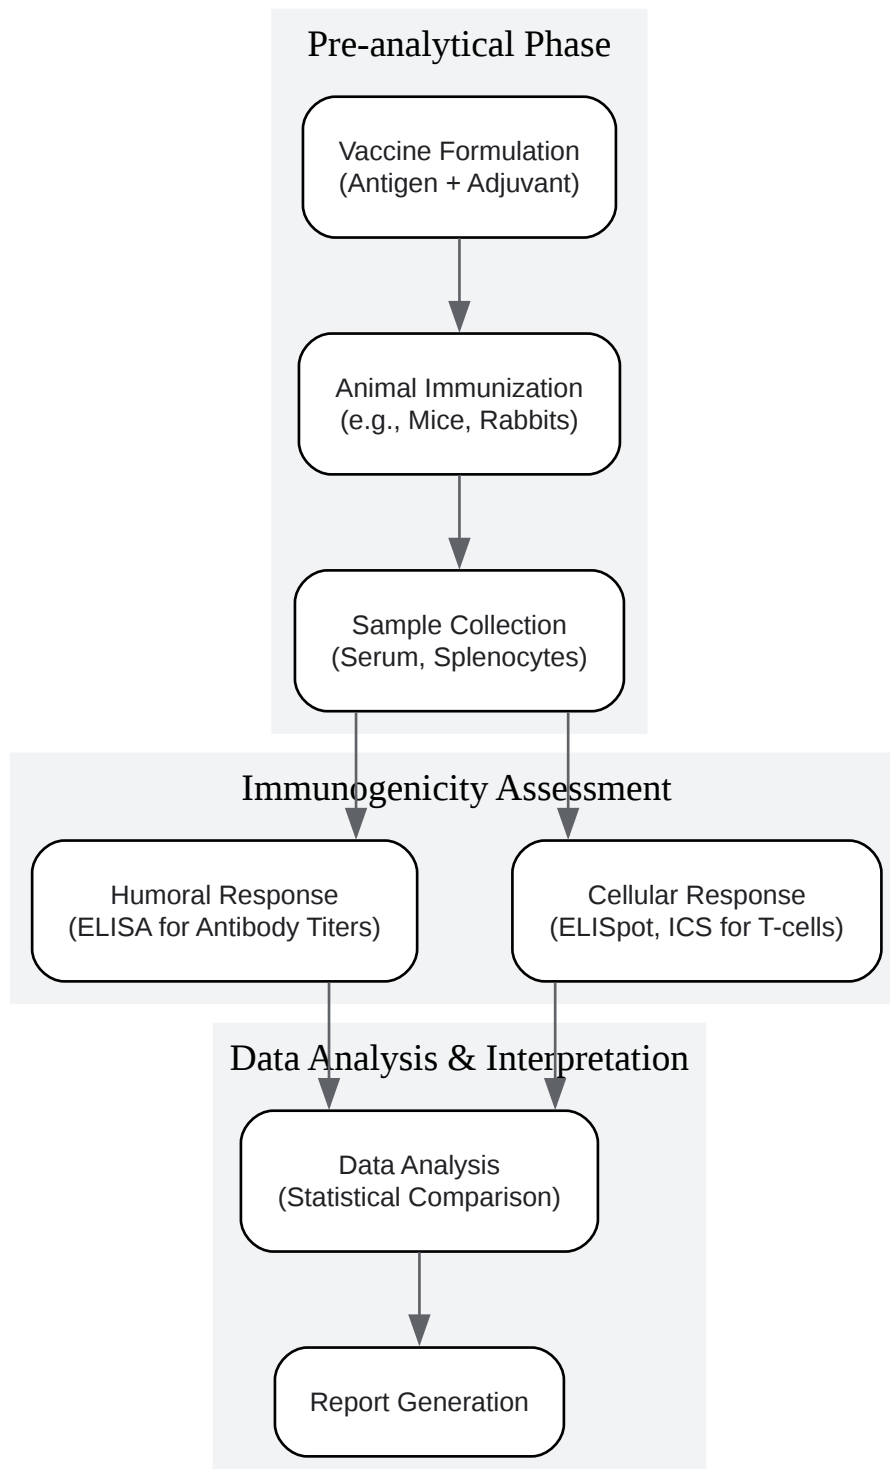 Pre-analytical Phase
Vaccine Formulation
(Antigen + Adjuvant)
Animal Immunization
(e.g., Mice, Rabbits)
Sample Collection
(Serum, Splenocytes)
Immunogenicity Assessment
Humoral Response
(ELISA for Antibody Titers)
Cellular Response
(ELISpot, ICS for T-cells)
Data Analysis & Interpretation
Data Analysis
(Statistical Comparison)
Report Generation